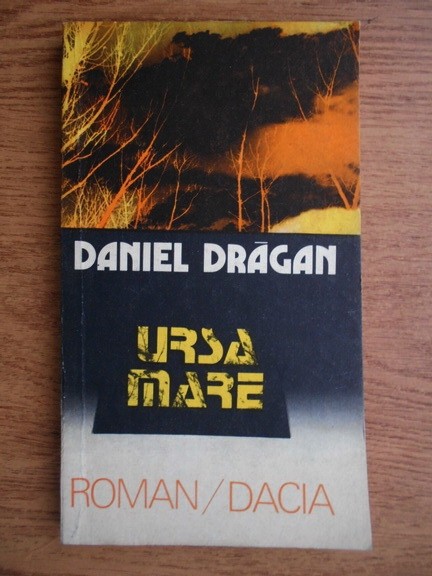 DANIEL DRĂGAN
URSA
MARE
ROMAN/DACIA